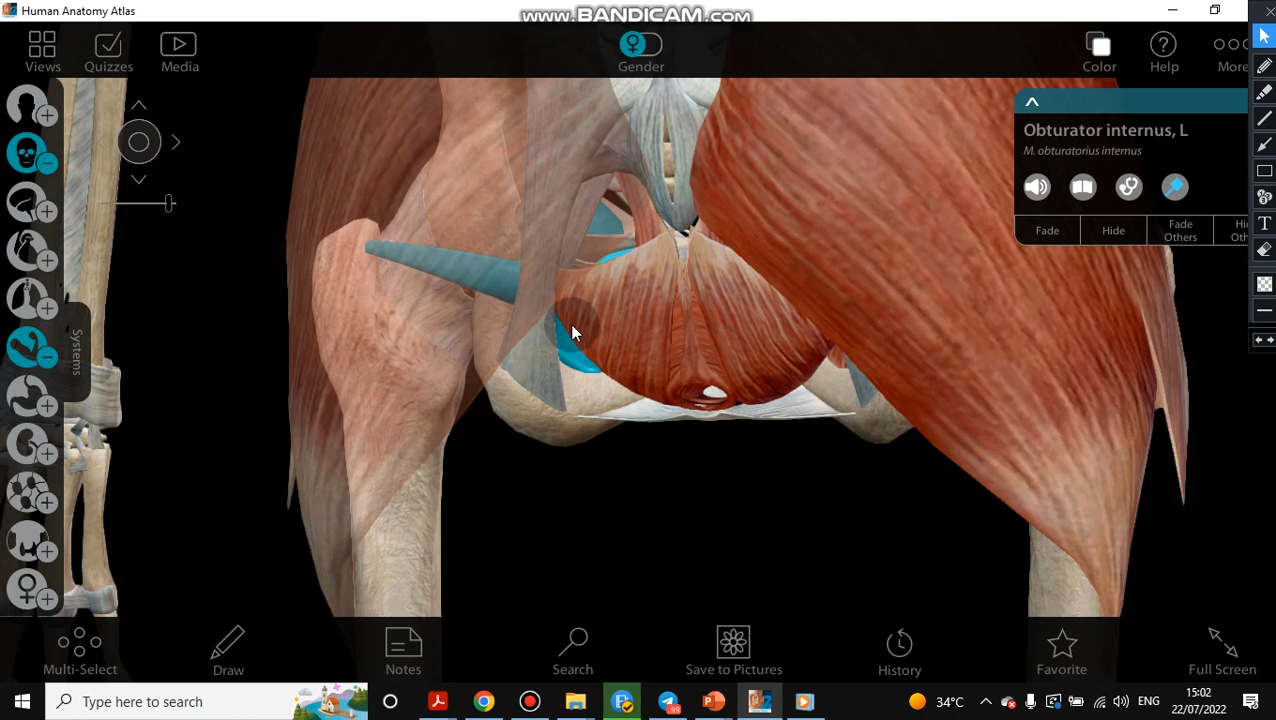 Human Anatomy Atlas
www.BANDICAM.com
Views
Quizzes
Media
Gender
Color
Help
More
Obturator internus, L
M. obturatorius internus
Fade
Hide
Fade
Others
Systems
T
Multi-Select
Draw
Notes
Search
Save to Pictures
History
Favorite
Full Screen
Type here to search
99
34°C
ENG
15:02
22/07/2022